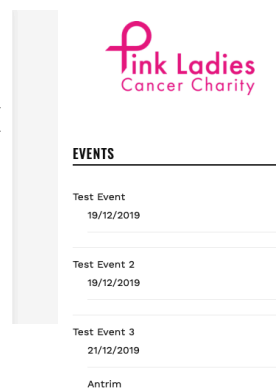 Pink Ladies
Cancer Charity
EVENTS
Test Event
19/12/2019
Test Event 2
19/12/2019
Test Event 3
21/12/2019
Antrim